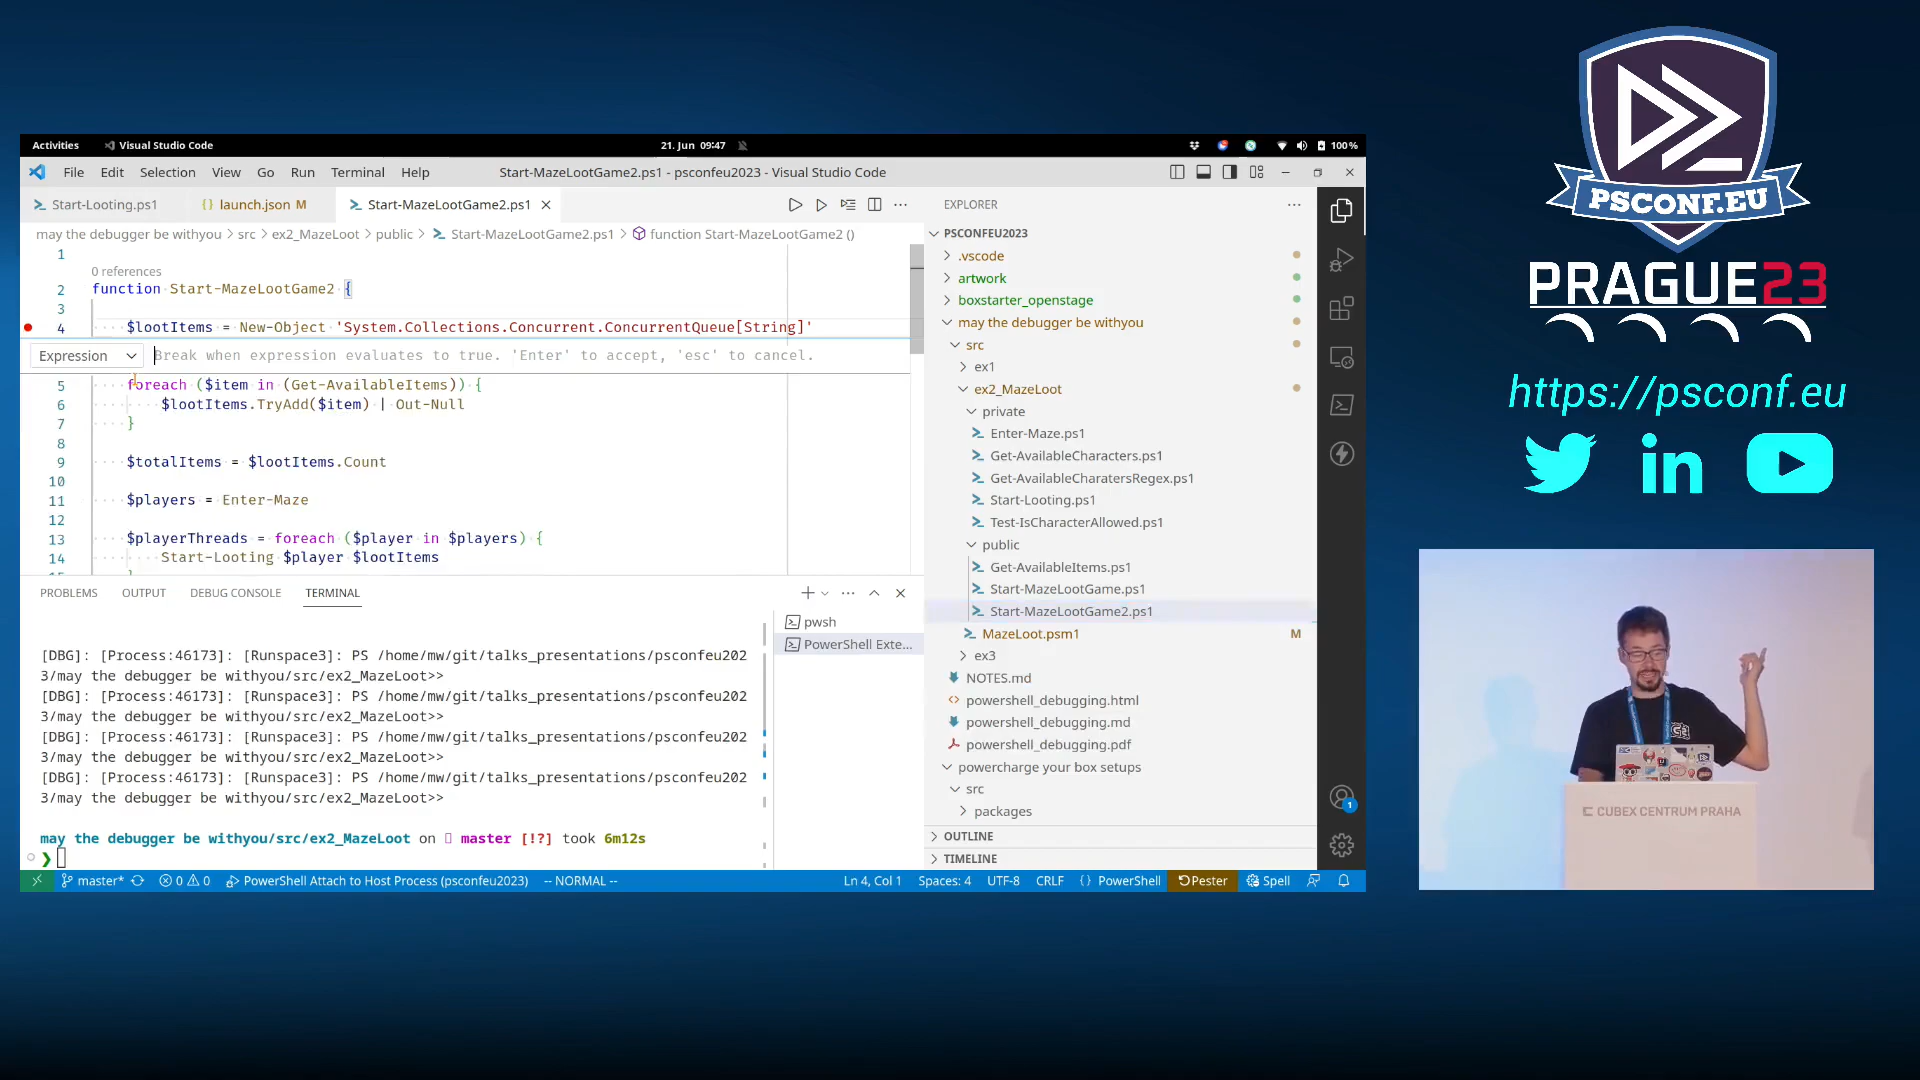 Activities
Visual Studio Code
21. Jun 09:47
100%
File Edit Selection View Go Run Terminal Help
Start-MazeLootGame2.ps1 - psconfeu2023 - Visual Studio Code
Start-Looting.ps1
launch.json M
Start-MazeLootGame2.ps1
may the debugger be withyou > src > ex2_MazeLoot > public > Start-MazeLootGame2.ps1 > function Start-MazeLootGame2 ()
1
0 references
2 function Start-MazeLootGame2 {
3
4 $lootItems = New-Object 'System.Collections.Concurrent.ConcurrentQueue[String]'
Expression
Break when expression evaluates to true. 'Enter' to accept, 'esc' to cancel.
5 foreach ($item in (Get-AvailableItems)) {
6 $lootItems.TryAdd($item) | Out-Null
7 }
8
9 $totalItems = $lootItems.Count
10
11 $players = Enter-Maze
12
13 $playerThreads = foreach ($player in $players) {
14 Start-Looting $player $lootItems
PROBLEMS OUTPUT DEBUG CONSOLE TERMINAL
[DBG]: [Process:46173]: [Runspace3]: PS /home/mw/git/talks_presentations/psconfeu202
3/may the debugger be withyou/src/ex2_MazeLoot>>
[DBG]: [Process:46173]: [Runspace3]: PS /home/mw/git/talks_presentations/psconfeu202
3/may the debugger be withyou/src/ex2_MazeLoot>>
[DBG]: [Process:46173]: [Runspace3]: PS /home/mw/git/talks_presentations/psconfeu202
3/may the debugger be withyou/src/ex2_MazeLoot>>
[DBG]: [Process:46173]: [Runspace3]: PS /home/mw/git/talks_presentations/psconfeu202
3/may the debugger be withyou/src/ex2_MazeLoot>>
may the debugger be withyou/src/ex2_MazeLoot on master [!?] took 6m12s
❯
pwsh
PowerShell Exte...
EXPLORER
PSCONFEU2023
.vscode
artwork
boxstarter_openstage
may the debugger be withyou
src
ex1
ex2_MazeLoot
private
Enter-Maze.ps1
Get-AvailableCharacters.ps1
Get-AvailableCharatersRegex.ps1
Start-Looting.ps1
Test-IsCharacterAllowed.ps1
public
Get-AvailableItems.ps1
Start-MazeLootGame.ps1
Start-MazeLootGame2.ps1
MazeLoot.psm1 M
ex3
NOTES.md
powershell_debugging.html
powershell_debugging.md
powershell_debugging.pdf
powercharge your box setups
src
packages
OUTLINE
TIMELINE
1
master* 0 0 PowerShell Attach to Host Process (psconfeu2023) -- NORMAL --
Ln 4, Col 1 Spaces: 4 UTF-8 CRLF {} PowerShell Pester Spell
PSCONF.EU
PRAGUE23
https://psconf.eu
in
CUBEX CENTRUM PRAHA